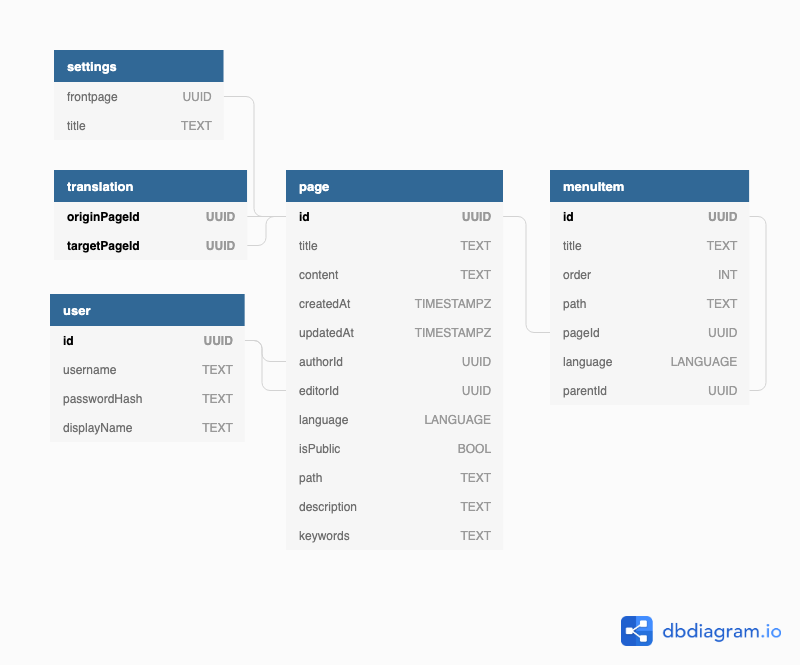 settings
frontpage UUID
title TEXT
translation
originPageId UUID
targetPageId UUID
user
id UUID
username TEXT
passwordHash TEXT
displayName TEXT
page
id UUID
title TEXT
content TEXT
createdAt TIMESTAMPZ
updatedAt TIMESTAMPZ
authorId UUID
editorId UUID
language LANGUAGE
isPublic BOOL
path TEXT
description TEXT
keywords TEXT
menuItem
id UUID
title TEXT
order INT
path TEXT
pageId UUID
language LANGUAGE
parentId UUID
dbdiagram.io